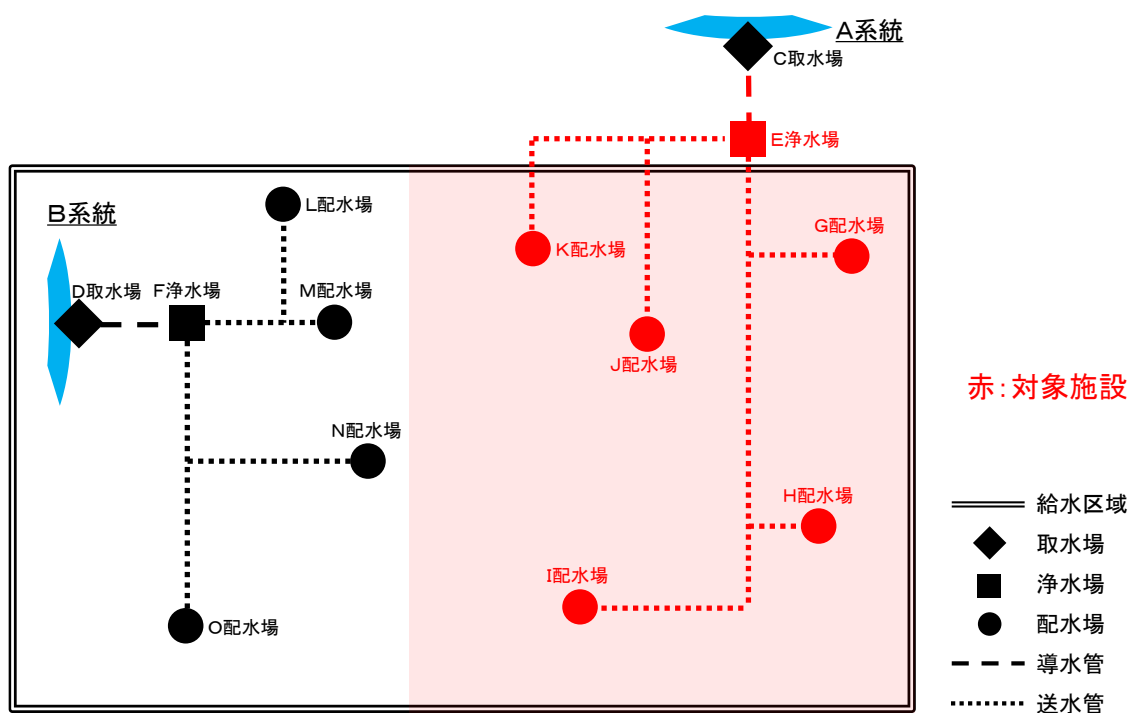 A系統
C取水場
E浄水場
B系統
L配水場
K配水場
G配水場
D取水場
F浄水場
M配水場
J配水場
赤：対象施設
N配水場
H配水場
I配水場
O配水場
給水区域
取水場
浄水場
配水場
導水管
送水管